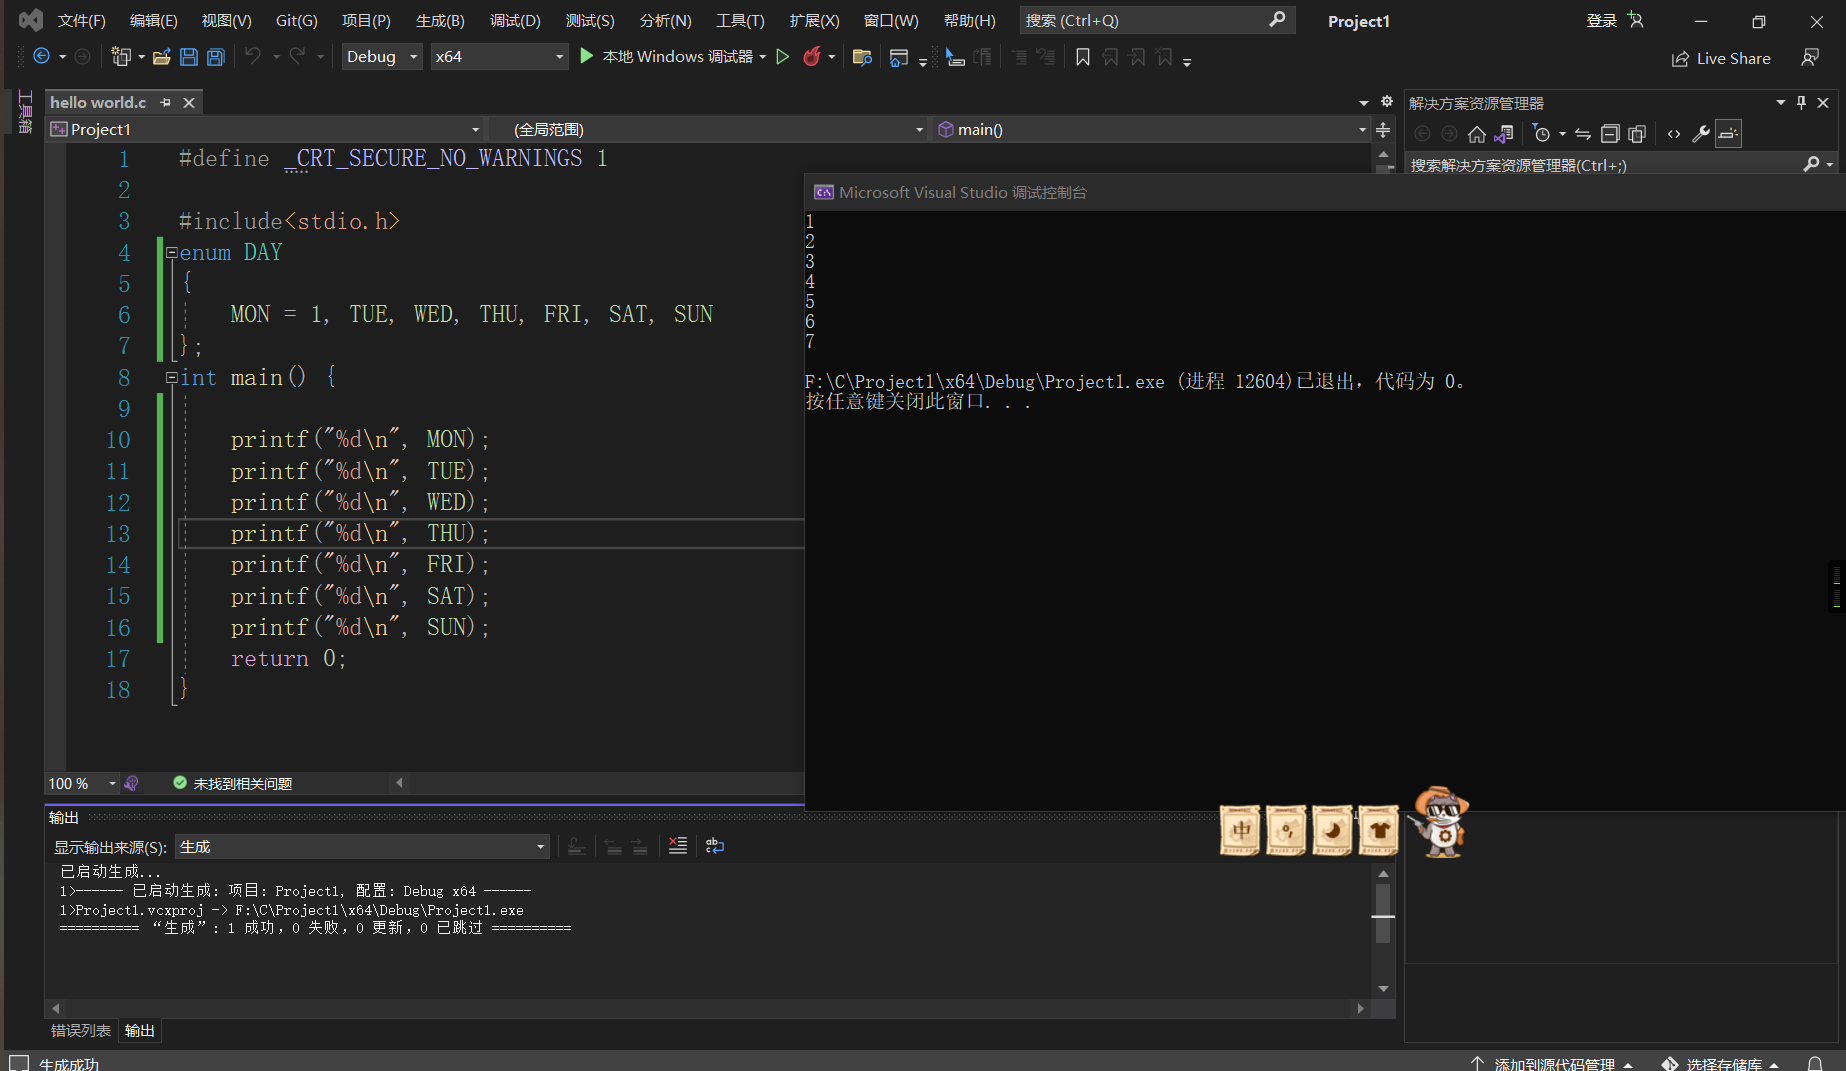 文件(F) 编辑(E) 视图(V) Git(G) 项目(P) 生成(B) 调试(D) 测试(S) 分析(N) 工具(T) 扩展(X) 窗口(W) 帮助(H) 搜索 (Ctrl+Q) Project1 登录
Debug x64 本地 Windows 调试器 Live Share
工具箱
hello world.c
解决方案资源管理器
Project1 (全局范围) main()
搜索解决方案资源管理器(Ctrl+;)
1 #define _CRT_SECURE_NO_WARNINGS 1
2
3 #include<stdio.h>
4 enum DAY
5 {
6 MON = 1, TUE, WED, THU, FRI, SAT, SUN
7 };
8 int main() {
9
10 printf("%d\n", MON);
11 printf("%d\n", TUE);
12 printf("%d\n", WED);
13 printf("%d\n", THU);
14 printf("%d\n", FRI);
15 printf("%d\n", SAT);
16 printf("%d\n", SUN);
17 return 0;
18 }
Microsoft Visual Studio 调试控制台
1
2
3
4
5
6
7
F:\C\Project1\x64\Debug\Project1.exe (进程 12604)已退出，代码为 0。
按任意键关闭此窗口. . .
100 % 未找到相关问题
中
输出
显示输出来源(S): 生成
已启动生成...
1>------ 已启动生成: 项目: Project1, 配置: Debug x64 ------
1>Project1.vcxproj -> F:\C\Project1\x64\Debug\Project1.exe
========== “生成”: 1 成功，0 失败，0 更新，0 已跳过 ==========
错误列表 输出
生成成功 添加到源代码管理 选择存储库